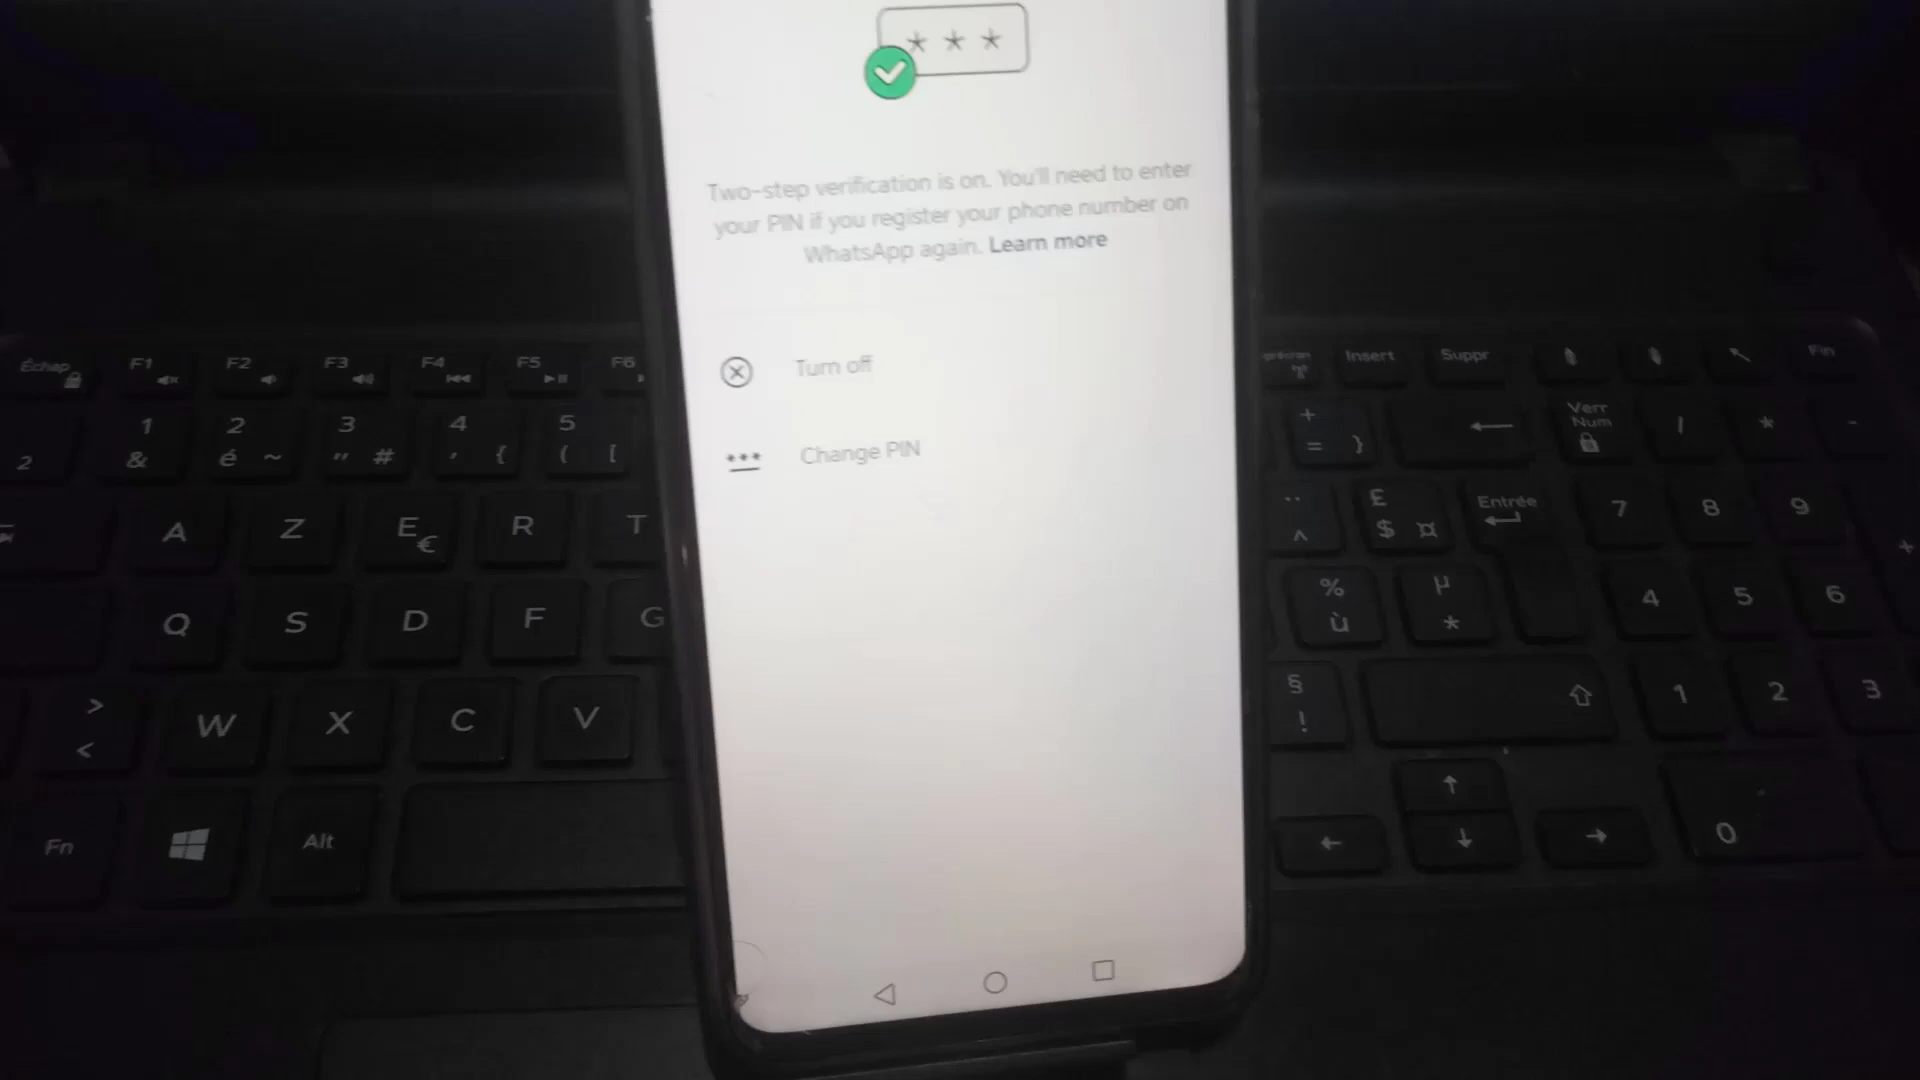 * * *
Two-step verification is on. You'll need to enter
your PIN if you register your phone number on
WhatsApp again. Learn more
Turn off
*** Change PIN
Échap F1 F2 F3 F4 F5 F6
Insert Suppr Fin
2 1 & 2 é ~ 3 " # 4 ' { 5 ( [
+ = } Verr Num / * -
A Z E € R T
¨ ^ £ $ ¤ Entrée 7 8 9 +
Q S D F G
% ù µ * 4 5 6
> < W X C V
§ ! 1 2 3
Fn Alt
0